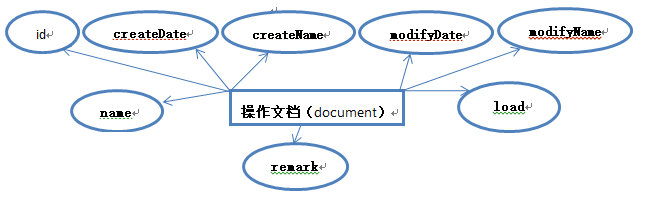 id
createDate
createName
modifyDate
modifyName
name
操作文档（document）
load
remark